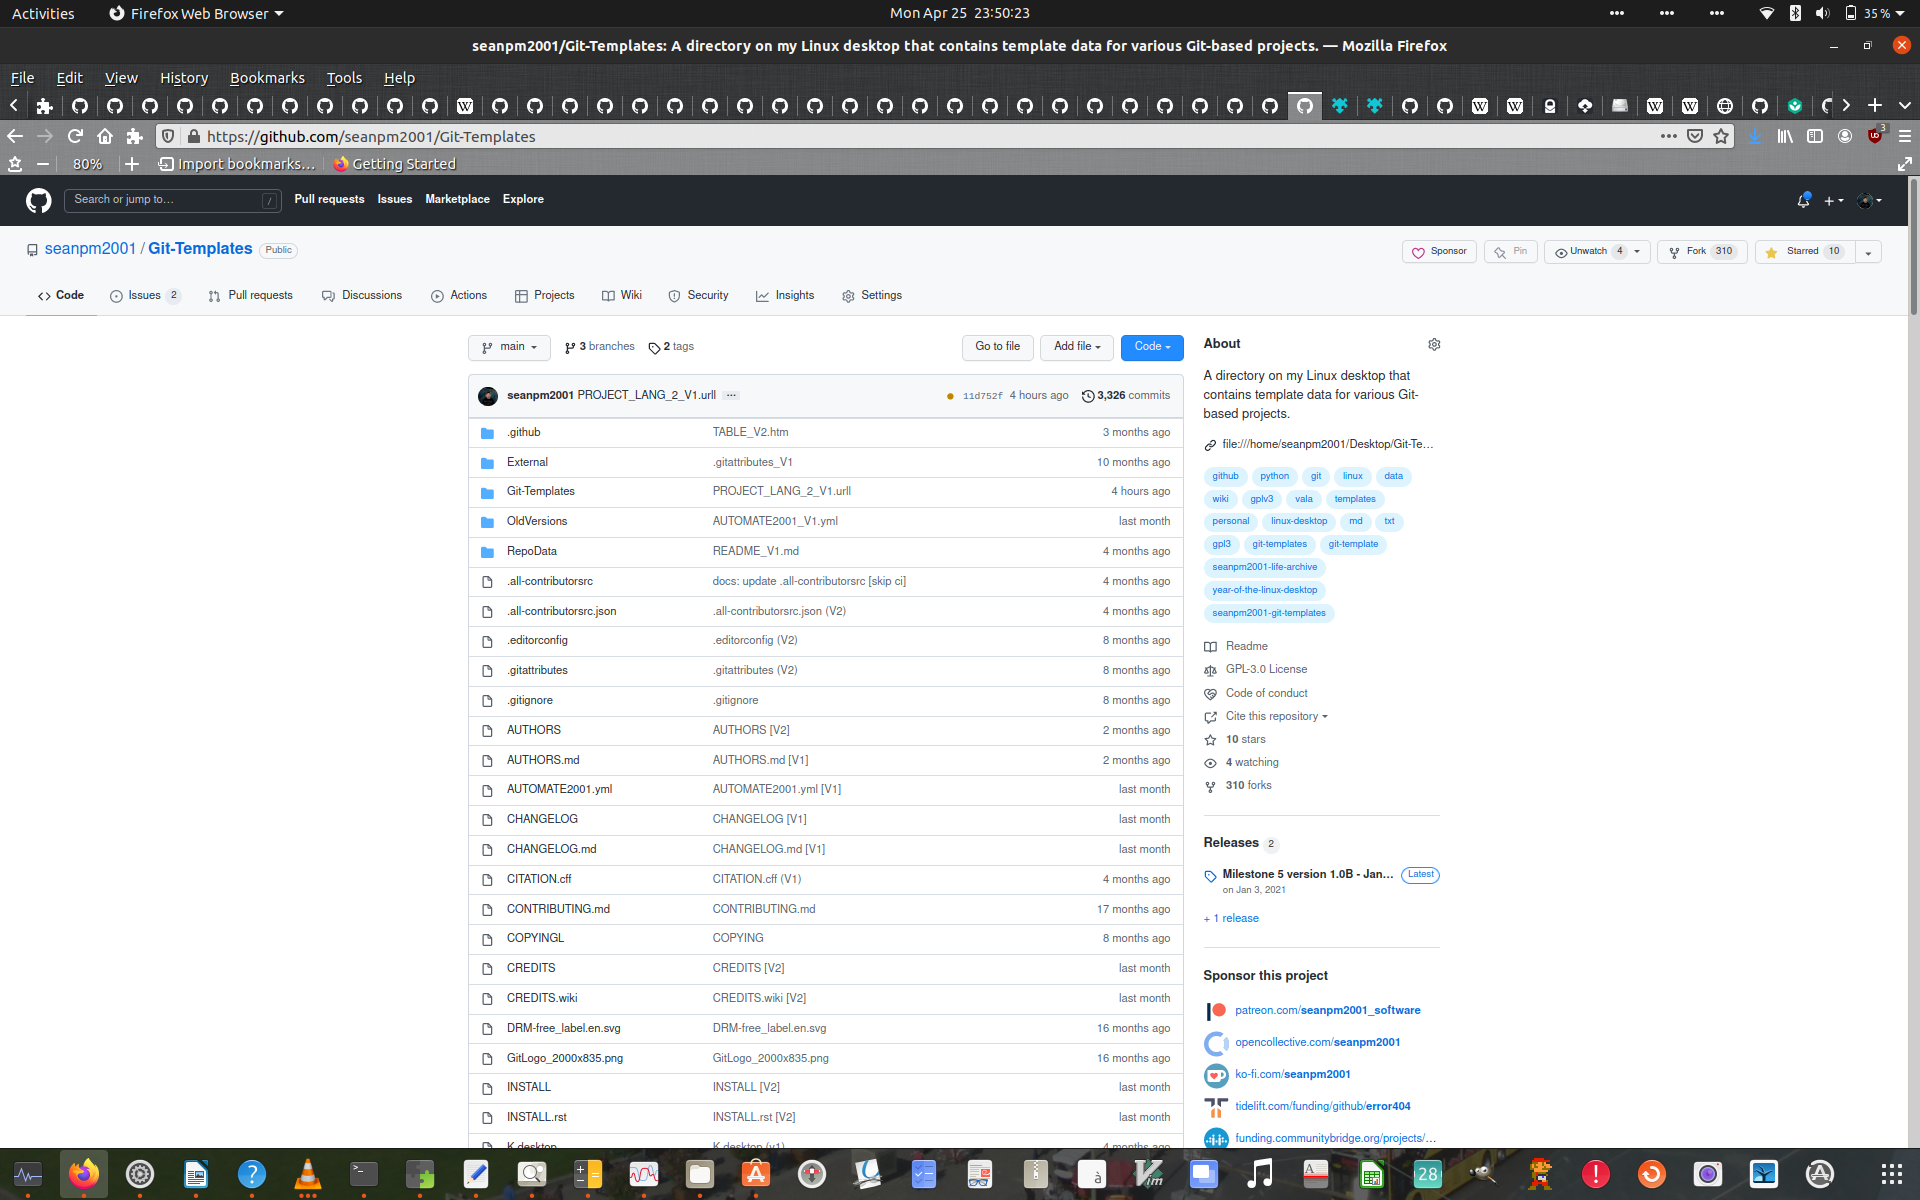 Activities Firefox Web Browser Mon Apr 25 23:50:23 35 %
seanpm2001/Git-Templates: A directory on my Linux desktop that contains template data for various Git-based projects. — Mozilla Firefox
File Edit View History Bookmarks Tools Help
https://github.com/seanpm2001/Git-Templates 3
80% Import bookmarks... Getting Started
Search or jump to... / Pull requests Issues Marketplace Explore
seanpm2001 / Git-Templates Public Sponsor Pin Unwatch 4 Fork 310 Starred 10
Code Issues 2 Pull requests Discussions Actions Projects Wiki Security Insights Settings
main 3 branches 2 tags Go to file Add file Code
seanpm2001 PROJECT_LANG_2_V1.urll ... 11d752f 4 hours ago 3,326 commits
.github TABLE_V2.htm 3 months ago
External .gitattributes_V1 10 months ago
Git-Templates PROJECT_LANG_2_V1.urll 4 hours ago
OldVersions AUTOMATE2001_V1.yml last month
RepoData README_V1.md 4 months ago
.all-contributorsrc docs: update .all-contributorsrc [skip ci] 4 months ago
.all-contributorsrc.json .all-contributorsrc.json (V2) 4 months ago
.editorconfig .editorconfig (V2) 8 months ago
.gitattributes .gitattributes (V2) 8 months ago
.gitignore .gitignore 8 months ago
AUTHORS AUTHORS [V2] 2 months ago
AUTHORS.md AUTHORS.md [V1] 2 months ago
AUTOMATE2001.yml AUTOMATE2001.yml [V1] last month
CHANGELOG CHANGELOG [V1] last month
CHANGELOG.md CHANGELOG.md [V1] last month
CITATION.cff CITATION.cff (V1) 4 months ago
CONTRIBUTING.md CONTRIBUTING.md 17 months ago
COPYINGL COPYING 8 months ago
CREDITS CREDITS [V2] last month
CREDITS.wiki CREDITS.wiki [V2] last month
DRM-free_label.en.svg DRM-free_label.en.svg 16 months ago
GitLogo_2000x835.png GitLogo_2000x835.png 16 months ago
INSTALL INSTALL [V2] last month
INSTALL.rst INSTALL.rst [V2] last month
K.desktop K.desktop (v1) 4 months ago
About
A directory on my Linux desktop that
contains template data for various Git-
based projects.
file:///home/seanpm2001/Desktop/Git-Te...
github python git linux data
wiki gplv3 vala templates
personal linux-desktop md txt
gpl3 git-templates git-template
seanpm2001-life-archive
year-of-the-linux-desktop
seanpm2001-git-templates
Readme
GPL-3.0 License
Code of conduct
Cite this repository
10 stars
4 watching
310 forks
Releases 2
Milestone 5 version 1.0B - Jan... Latest
on Jan 3, 2021
+ 1 release
Sponsor this project
patreon.com/seanpm2001_software
opencollective.com/seanpm2001
ko-fi.com/seanpm2001
tidelift.com/funding/github/error404
funding.communitybridge.org/projects/...
28